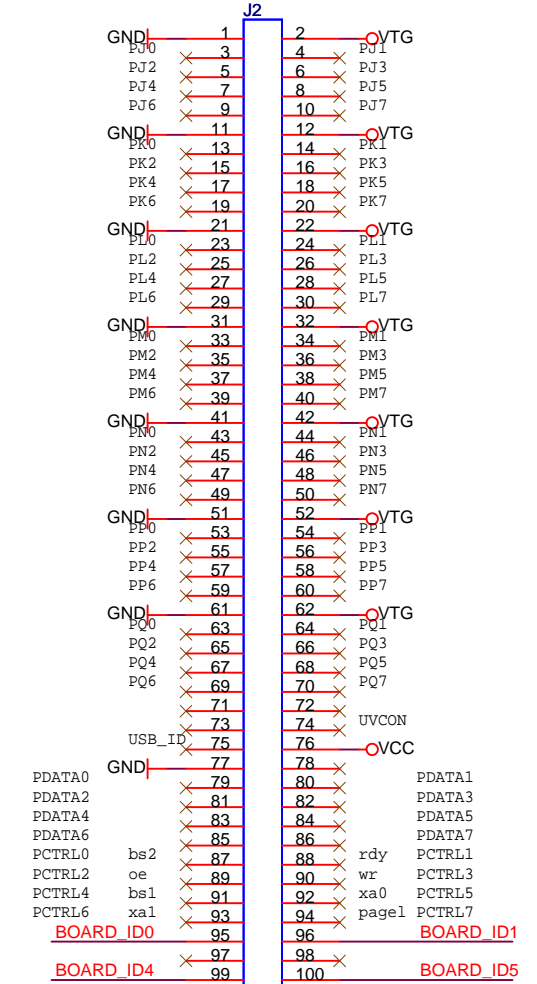 J2
GND 1 2 VTG
PJ0 3 4 PJ1
PJ2 5 6 PJ3
PJ4 7 8 PJ5
PJ6 9 10 PJ7
GND 11 12 VTG
PK0 13 14 PK1
PK2 15 16 PK3
PK4 17 18 PK5
PK6 19 20 PK7
GND 21 22 VTG
PL0 23 24 PL1
PL2 25 26 PL3
PL4 27 28 PL5
PL6 29 30 PL7
GND 31 32 VTG
PM0 33 34 PM1
PM2 35 36 PM3
PM4 37 38 PM5
PM6 39 40 PM7
GND 41 42 VTG
PN0 43 44 PN1
PN2 45 46 PN3
PN4 47 48 PN5
PN6 49 50 PN7
GND 51 52 VTG
PP0 53 54 PP1
PP2 55 56 PP3
PP4 57 58 PP5
PP6 59 60 PP7
GND 61 62 VTG
PQ0 63 64 PQ1
PQ2 65 66 PQ3
PQ4 67 68 PQ5
PQ6 69 70 PQ7
71 72
73 74 UVCON
USB_ID 75 76 VCC
GND 77 78
PDATA0 79 80 PDATA1
PDATA2 81 82 PDATA3
PDATA4 83 84 PDATA5
PDATA6 85 86 PDATA7
PCTRL0 bs2 87 88 rdy PCTRL1
PCTRL2 oe 89 90 wr PCTRL3
PCTRL4 bs1 91 92 xa0 PCTRL5
PCTRL6 xa1 93 94 pagel PCTRL7
BOARD_ID0 95 96 BOARD_ID1
97 98
BOARD_ID4 99 100 BOARD_ID5